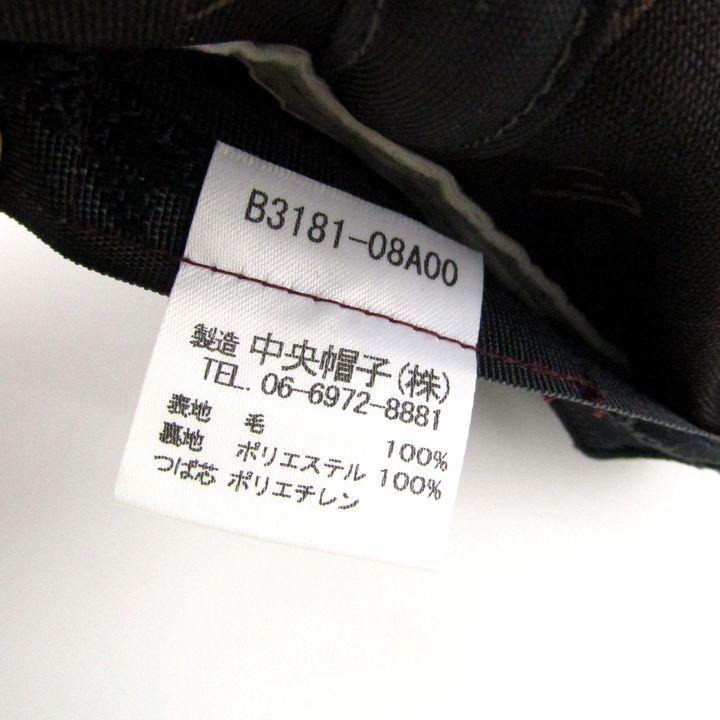 B3181-08A00
製造 中央帽子(株)
TEL. 06-6972-8881
表地 毛 100%
裏地 ポリエステル 100%
つば芯 ポリエチレン